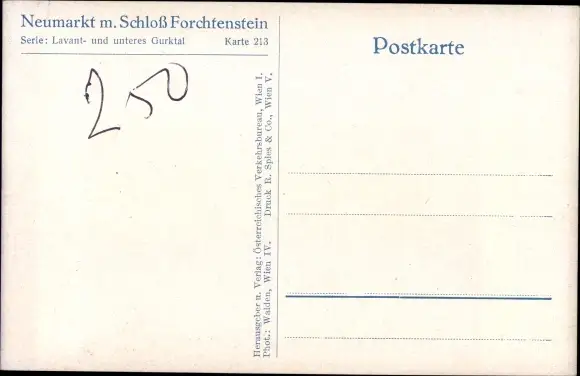 Neumarkt m. Schloß Forchtenstein
Serie: Lavant- und unteres Gurktal Karte 213
250
Herausgeber u. Verlag: Österreichisches Verkehrsbureau, Wien I.
Phot.: Walden, Wien IV. Druck R. Spies & Co., Wien V.
Postkarte